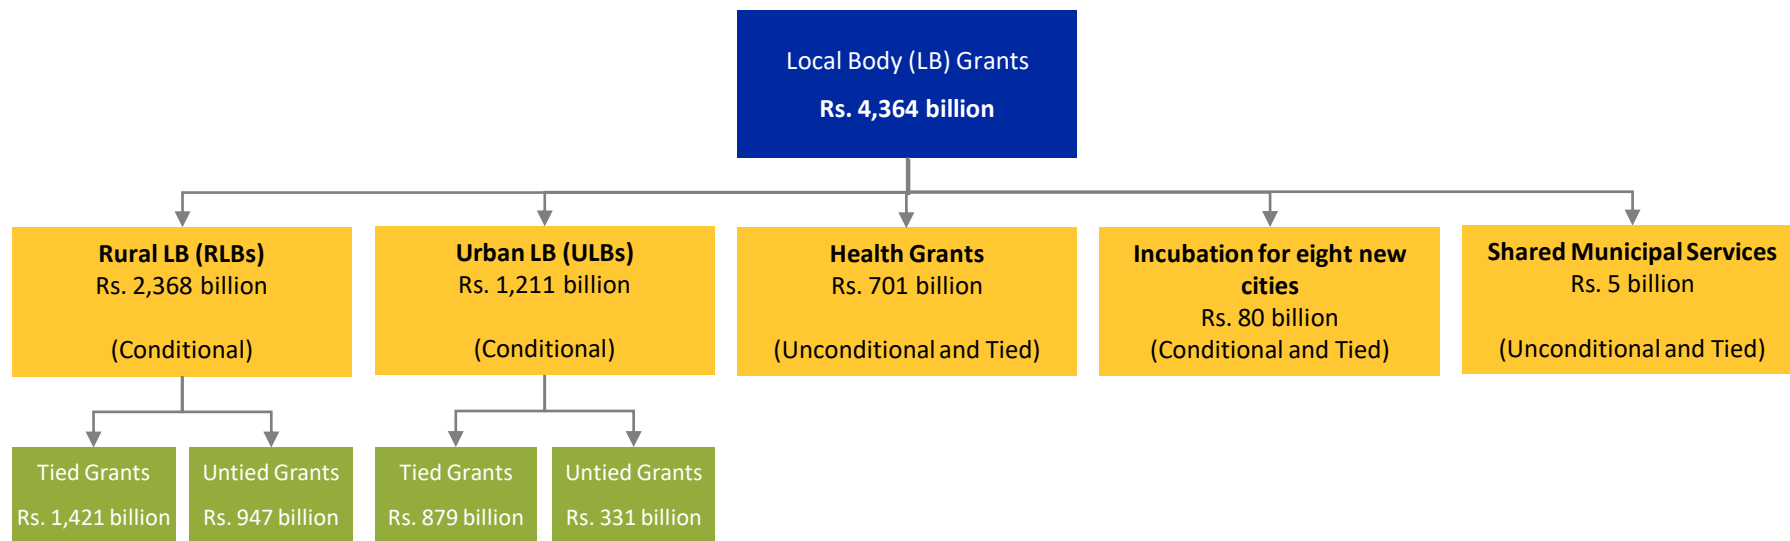 Local Body (LB) Grants
Rs. 4,364 billion
Rural LB (RLBs)
Rs. 2,368 billion
(Conditional)
Urban LB (ULBs)
Rs. 1,211 billion
(Conditional)
Health Grants
Rs. 701 billion
(Unconditional and Tied)
Incubation for eight new
cities
Rs. 80 billion
(Conditional and Tied)
Shared Municipal Services
Rs. 5 billion
(Unconditional and Tied)
Tied Grants
Rs. 1,421 billion
Untied Grants
Rs. 947 billion
Tied Grants
Rs. 879 billion
Untied Grants
Rs. 331 billion